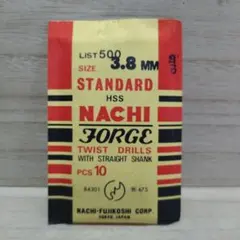 LIST 500
SIZE 3.8 MM
STANDARD
HSS
NACHI
FORGE
TWIST DRILLS
WITH STRAIGHT SHANK
PCS 10
NACHI-FUJIKOSHI CORP.
TOKYO, JAPAN